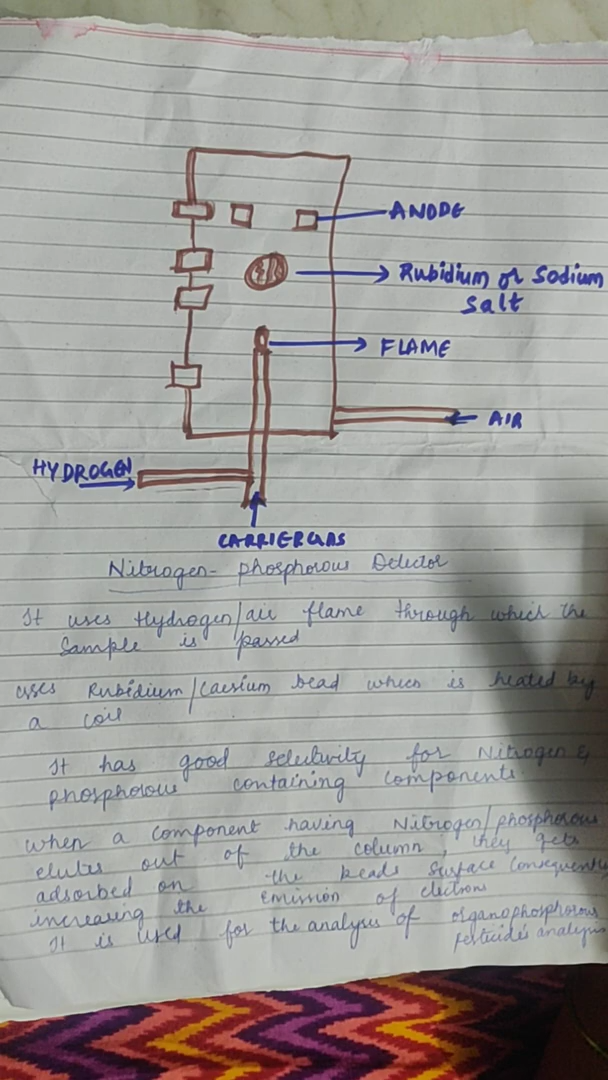 ANODE
Rubidium or Sodium
salt
FLAME
AIR
HYDROGEN
CARRIER GAS
Nitrogen- phosphorous Detector
It uses Hydrogen/air flame through which the
Sample is passed
uses Rubidium/Caesium bead which is heated by
a coil
It has good selectivity for Nitrogen &
phosphorous containing components.
when a component having Nitrogen/phosphorous
elutes out of the column, they gets
adsorbed on the beads surface consequently
increasing the emission of electrons
It is used for the analysis of organophosphorous
pesticides analysis